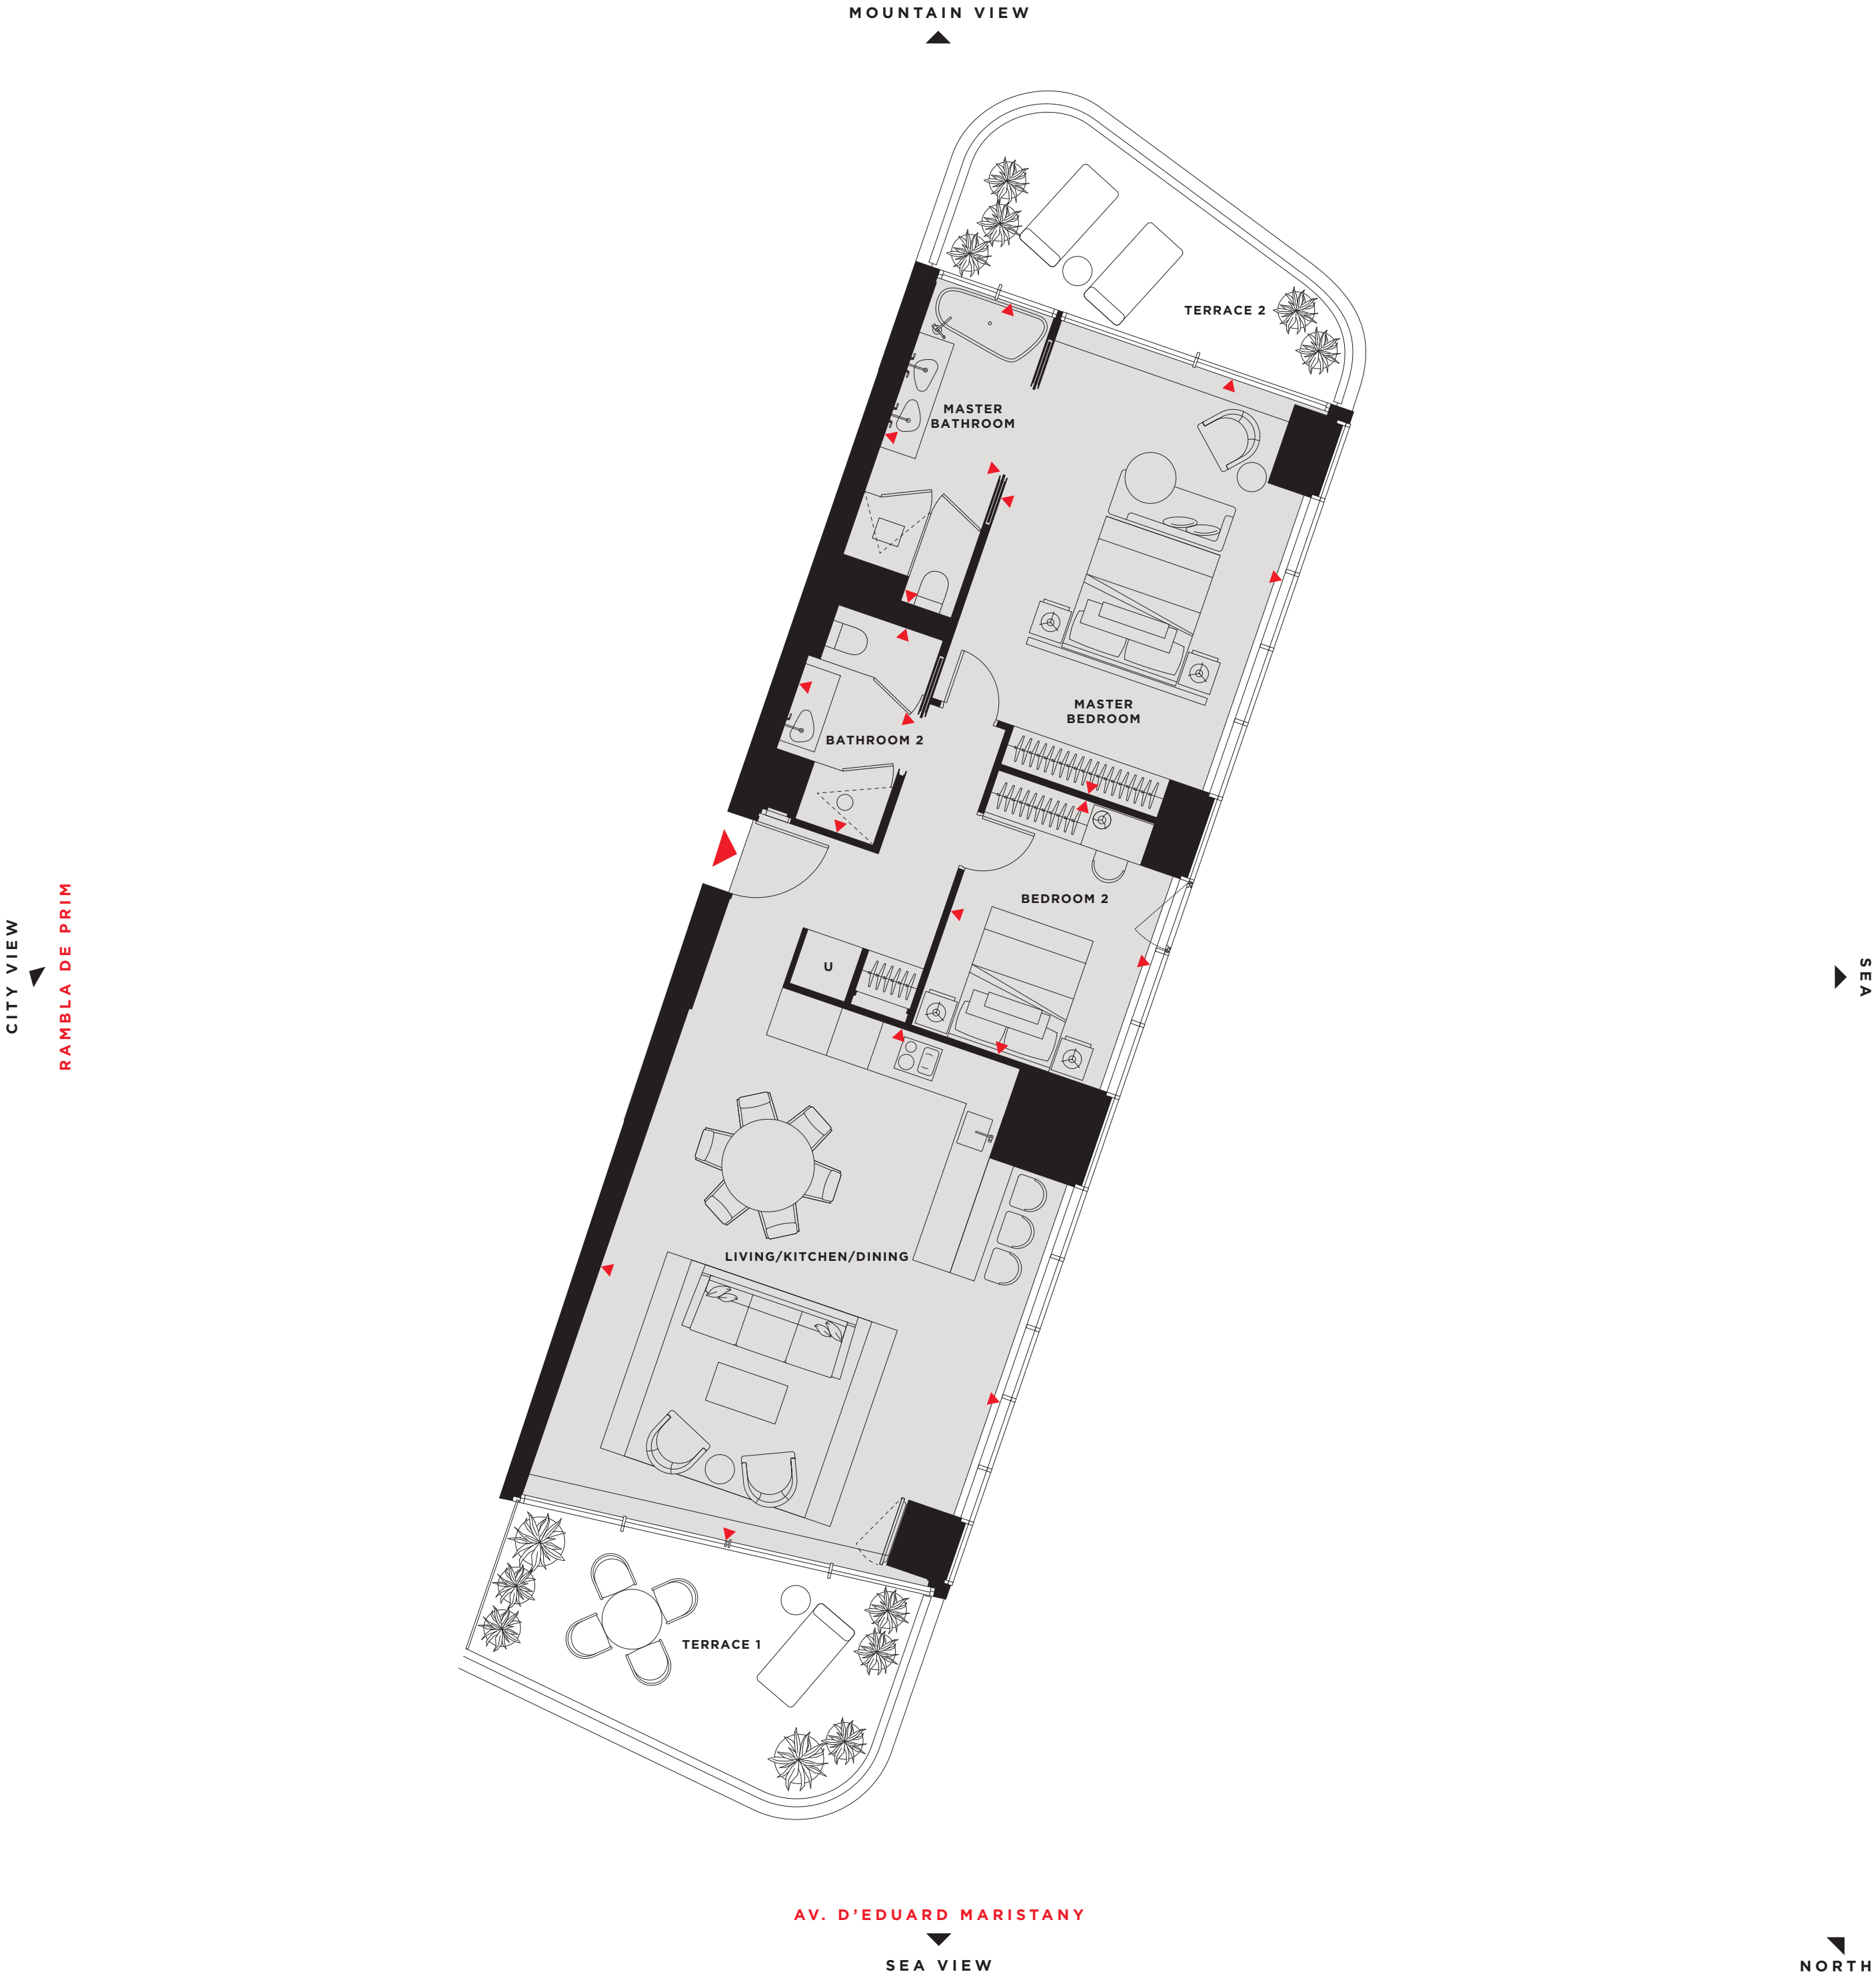 MOUNTAIN VIEW
TERRACE 2
MASTER
BATHROOM
MASTER
BEDROOM
BATHROOM 2
BEDROOM 2
CITY VIEW
RAMBLA DE PRIM
U
SEA
LIVING/KITCHEN/DINING
TERRACE 1
AV. D'EDUARD MARISTANY
SEA VIEW
NORTH